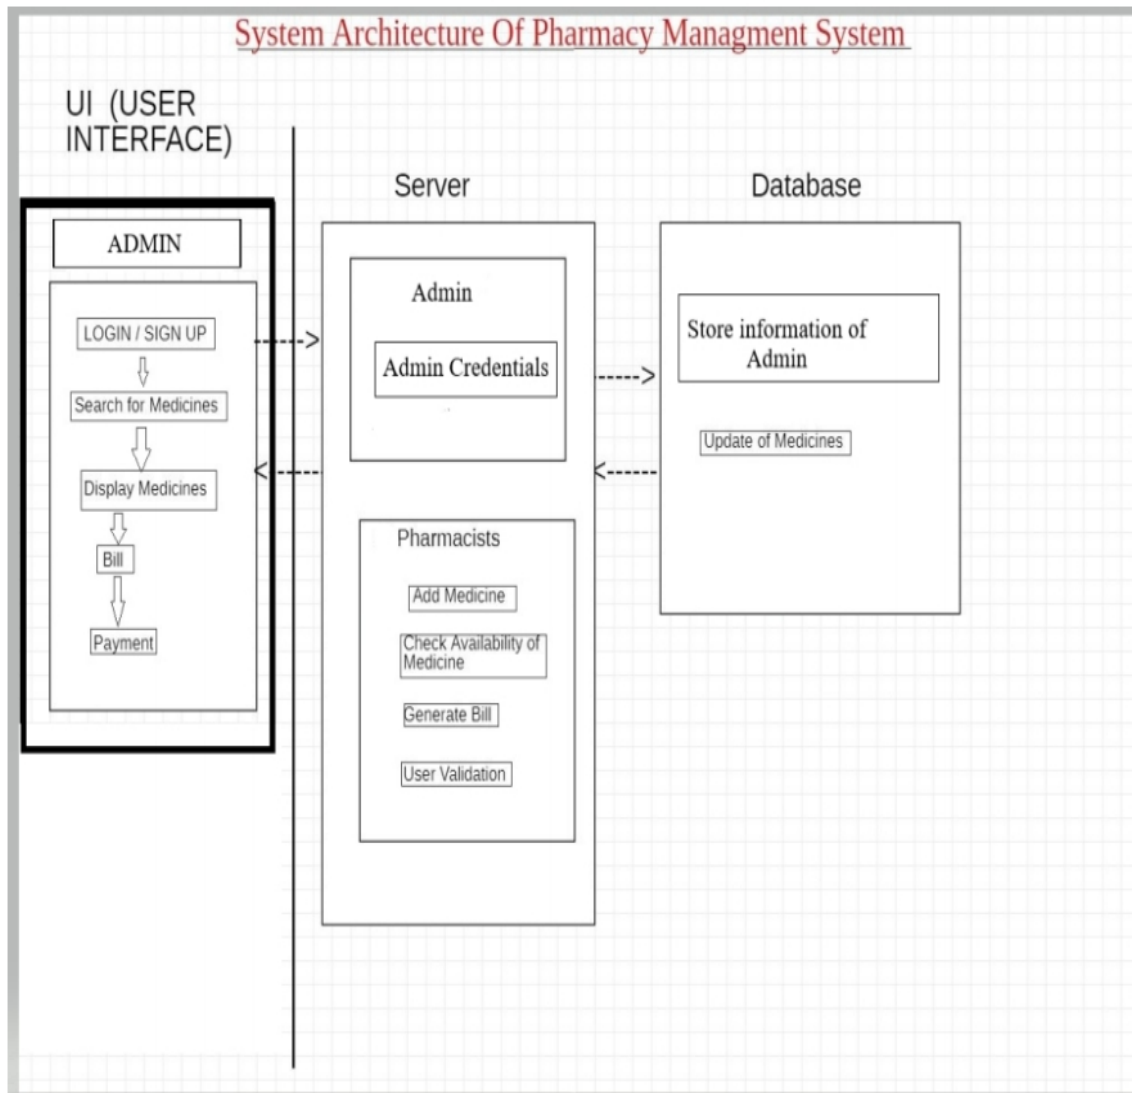 System Architecture Of Pharmacy Managment System
UI (USER
INTERFACE)
ADMIN
LOGIN / SIGN UP
Search for Medicines
Display Medicines
Bill
Payment
Server
Admin
Admin Credentials
Pharmacists
Add Medicine
Check Availability of
Medicine
Generate Bill
User Validation
Database
Store information of
Admin
Update of Medicines